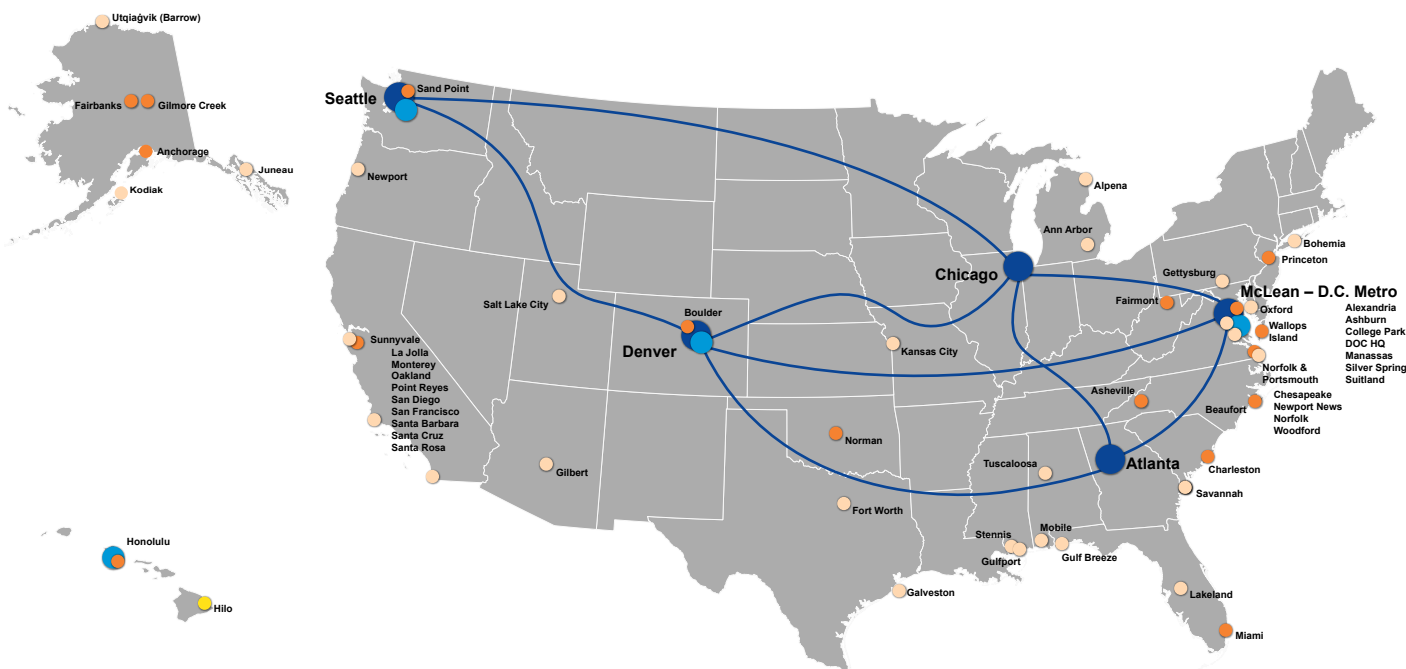 Utqiaġvik (Barrow)
Fairbanks
Gilmore Creek
Anchorage
Juneau
Kodiak
Honolulu
Hilo
Seattle
Sand Point
Newport
Salt Lake City
Boulder
Denver
Sunnyvale
La Jolla
Monterey
Oakland
Point Reyes
San Diego
San Francisco
Santa Barbara
Santa Cruz
Santa Rosa
Gilbert
Kansas City
Norman
Fort Worth
Galveston
Alpena
Ann Arbor
Chicago
Bohemia
Princeton
Gettysburg
Fairmont
McLean – D.C. Metro
Oxford
Alexandria
Ashburn
College Park
DOC HQ
Manassas
Silver Spring
Suitland
Wallops
Island
Norfolk &
Portsmouth
Chesapeake
Newport News
Norfolk
Woodford
Asheville
Beaufort
Atlanta
Charleston
Savannah
Tuscaloosa
Stennis
Mobile
Gulfport
Gulf Breeze
Lakeland
Miami